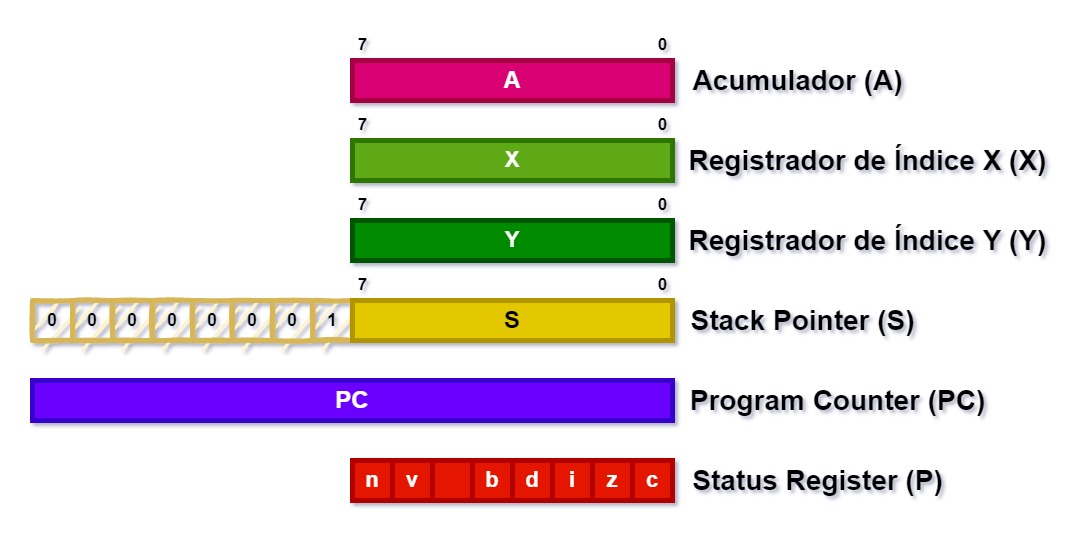 7 0
A Acumulador (A)
7 0
X Registrador de Índice X (X)
7 0
Y Registrador de Índice Y (Y)
7 0
0 0 0 0 0 0 0 1 S Stack Pointer (S)
PC Program Counter (PC)
n v b d i z c Status Register (P)